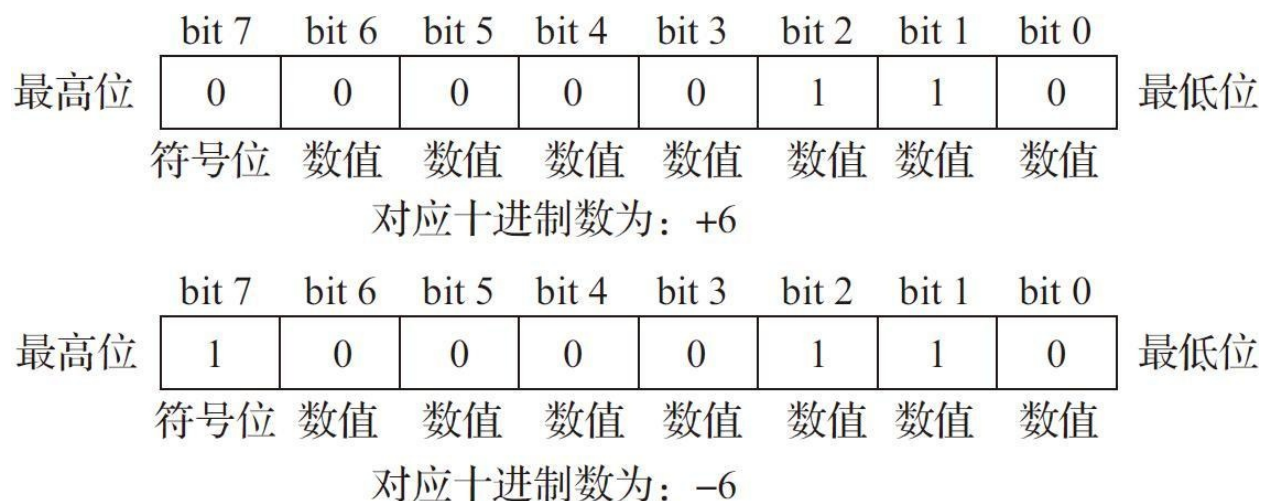 bit 7 bit 6 bit 5 bit 4 bit 3 bit 2 bit 1 bit 0
最高位 0 0 0 0 0 1 1 0 最低位
符号位 数值 数值 数值 数值 数值 数值 数值
对应十进制数为：+6
bit 7 bit 6 bit 5 bit 4 bit 3 bit 2 bit 1 bit 0
最高位 1 0 0 0 0 1 1 0 最低位
符号位 数值 数值 数值 数值 数值 数值 数值
对应十进制数为：−6